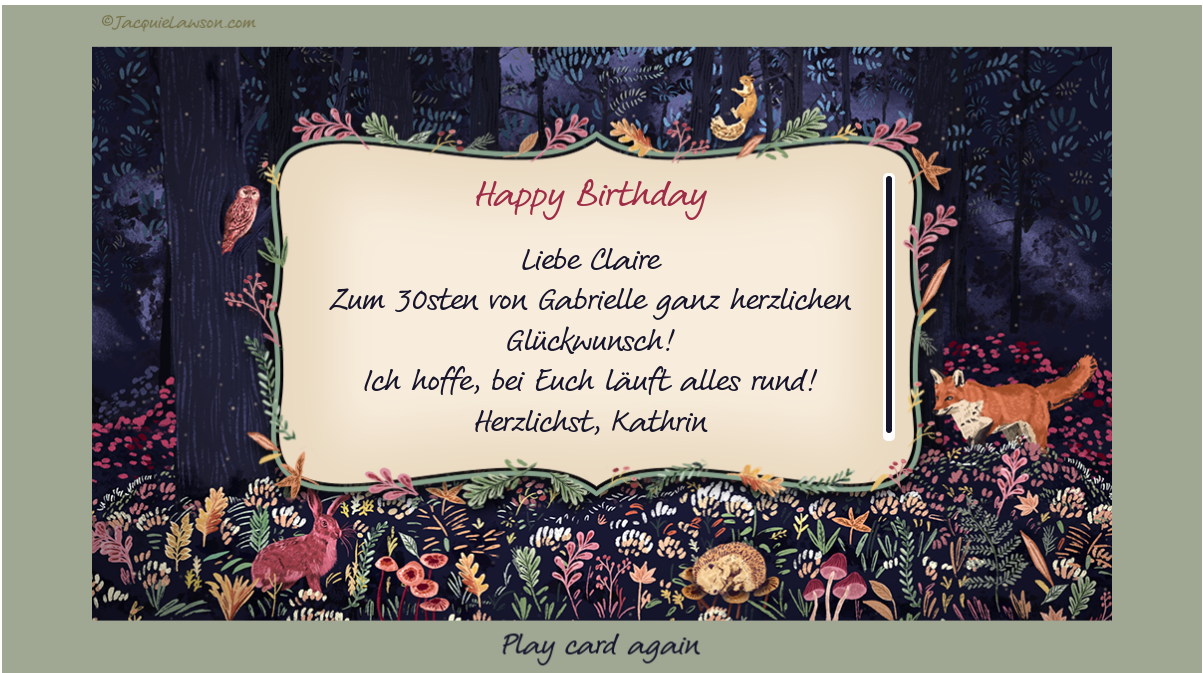 ©JacquieLawson.com
Happy Birthday
Liebe Claire
Zum 30sten von Gabrielle ganz herzlichen
Glückwunsch!
Ich hoffe, bei Euch läuft alles rund!
Herzlichst, Kathrin
Play card again